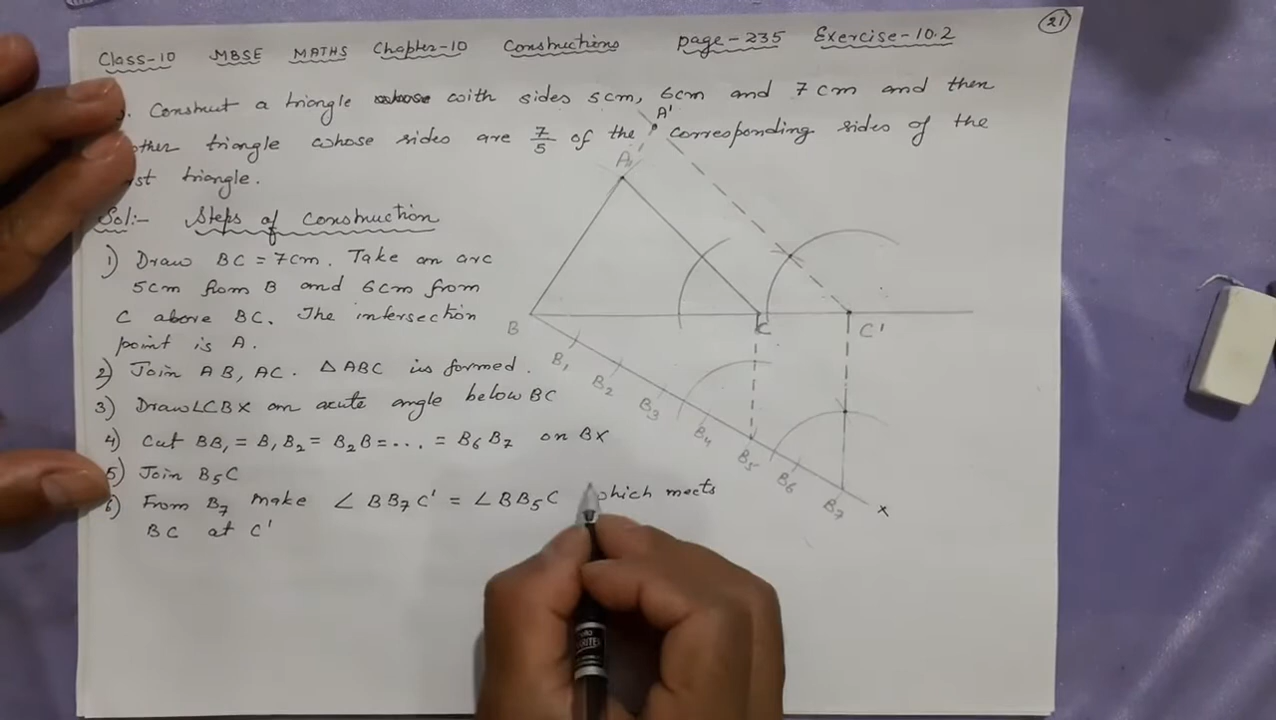 21
Class-10 MBSE MATHS Chapter-10 Constructions page-235 Exercise-10.2
Construct a triangle with sides 5cm, 6cm and 7cm and then
triangle whose sides are 7/5 of the corresponding sides of the
triangle.
Sol:- Steps of Construction
1) Draw BC = 7cm. Take an arc
5cm from B and 6cm from
C above BC. The intersection
point is A.
2) Join AB, AC. △ABC is formed.
3) Draw ∠CBX an acute angle below BC
4) Cut BB₁ = B₁B₂ = B₂B = .... = B₆B₇ on BX
5) Join B₅C
6) From B₇ make ∠BB₇C' = ∠BB₅C which meets
BC at C'
A'
A
B
C
C'
B₁
B₂
B₃
B₄
B₅
B₆
B₇
X